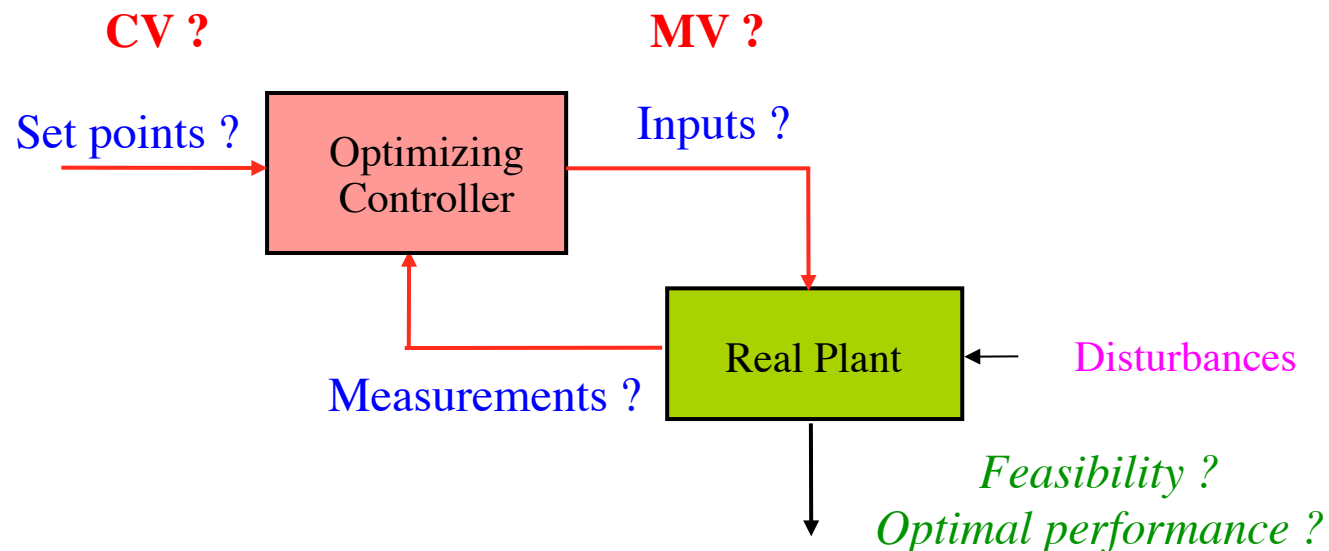 CV ?
MV ?
Set points ?
Optimizing
Controller
Inputs ?
Real Plant
Disturbances
Measurements ?
Feasibility ?
Optimal performance ?